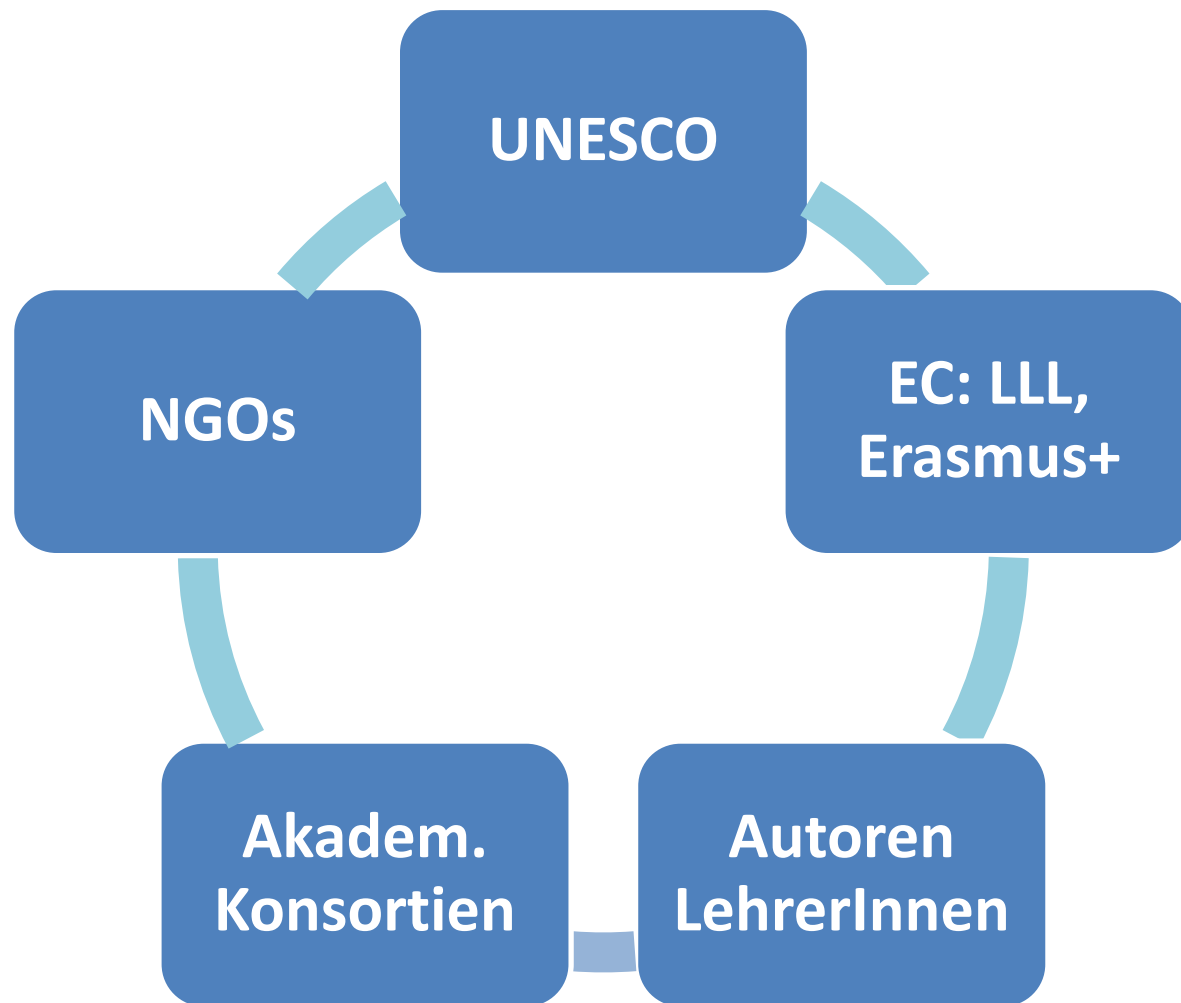 UNESCO
EC: LLL,
Erasmus+
Autoren
LehrerInnen
Akadem.
Konsortien
NGOs